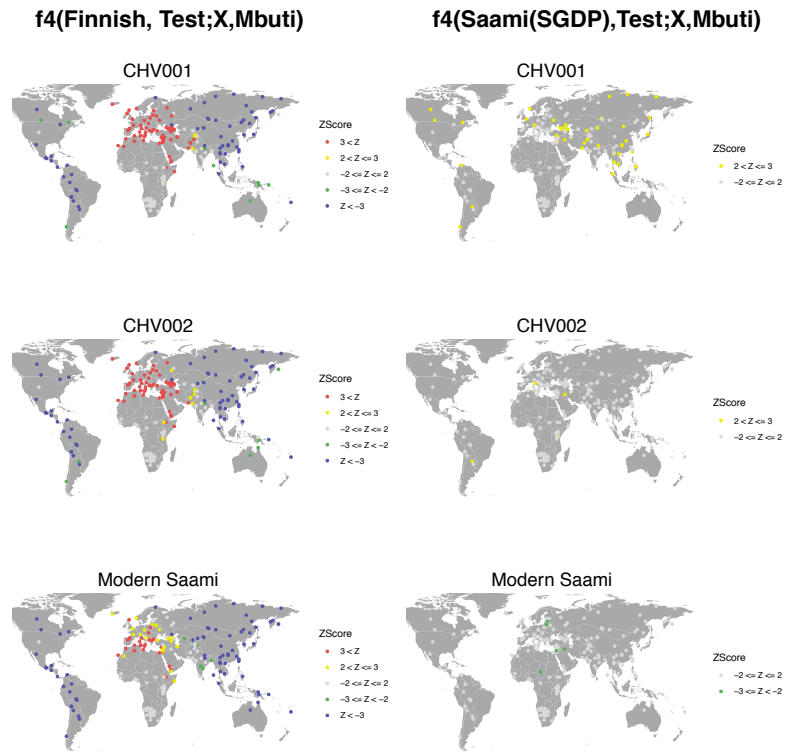 f4(Finnish, Test;X,Mbuti)
f4(Saami(SGDP),Test;X,Mbuti)
CHV001
ZScore
3 < Z
2 < Z <= 3
−2 <= Z <= 2
−3 <= Z < −2
Z < −3
CHV001
ZScore
2 < Z <= 3
−2 <= Z <= 2
CHV002
ZScore
3 < Z
2 < Z <= 3
−2 <= Z <= 2
−3 <= Z < −2
Z < −3
CHV002
ZScore
2 < Z <= 3
−2 <= Z <= 2
Modern Saami
ZScore
3 < Z
2 < Z <= 3
−2 <= Z <= 2
−3 <= Z < −2
Z < −3
Modern Saami
ZScore
−2 <= Z <= 2
−3 <= Z < −2